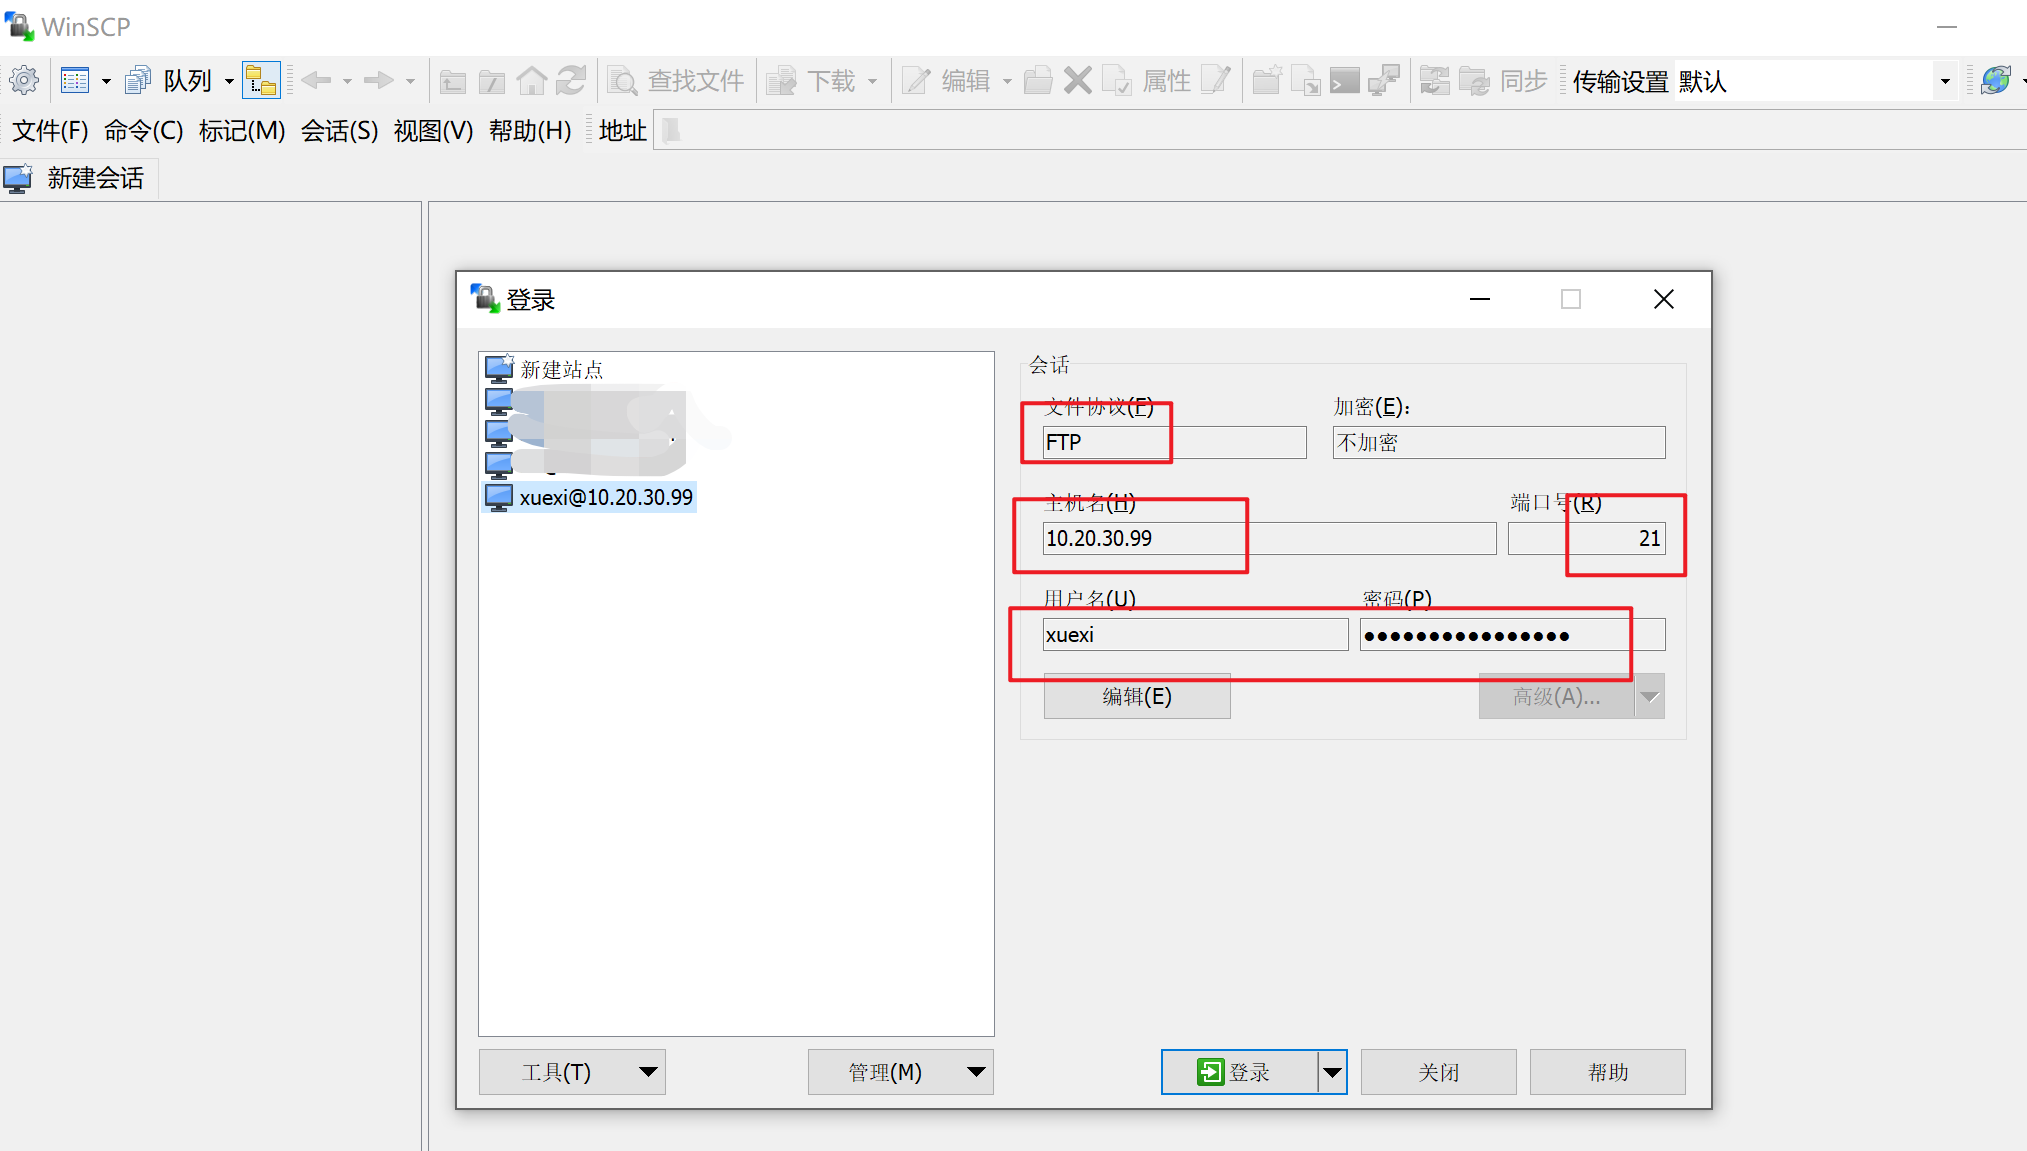 WinSCP
队列 查找文件 下载 编辑 属性 同步 传输设置 默认
文件(F) 命令(C) 标记(M) 会话(S) 视图(V) 帮助(H) 地址
新建会话
登录
新建站点
xuexi@10.20.30.99
会话
文件协议(F) 加密(E):
FTP 不加密
主机名(H) 端口号(R)
10.20.30.99 21
用户名(U) 密码(P)
xuexi ●●●●●●●●●●●●●●●●
编辑(E) 高级(A)...
工具(T) 管理(M) 登录 关闭 帮助